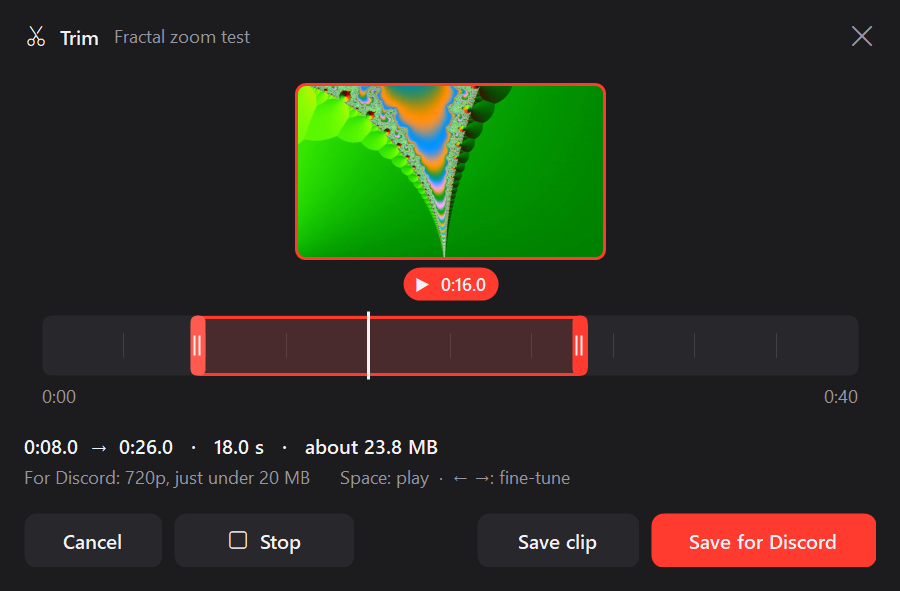 Trim Fractal zoom test
0:16.0
0:00 0:40
0:08.0 → 0:26.0 · 18.0 s · about 23.8 MB
For Discord: 720p, just under 20 MB Space: play · ← →: fine-tune
Cancel Stop Save clip Save for Discord